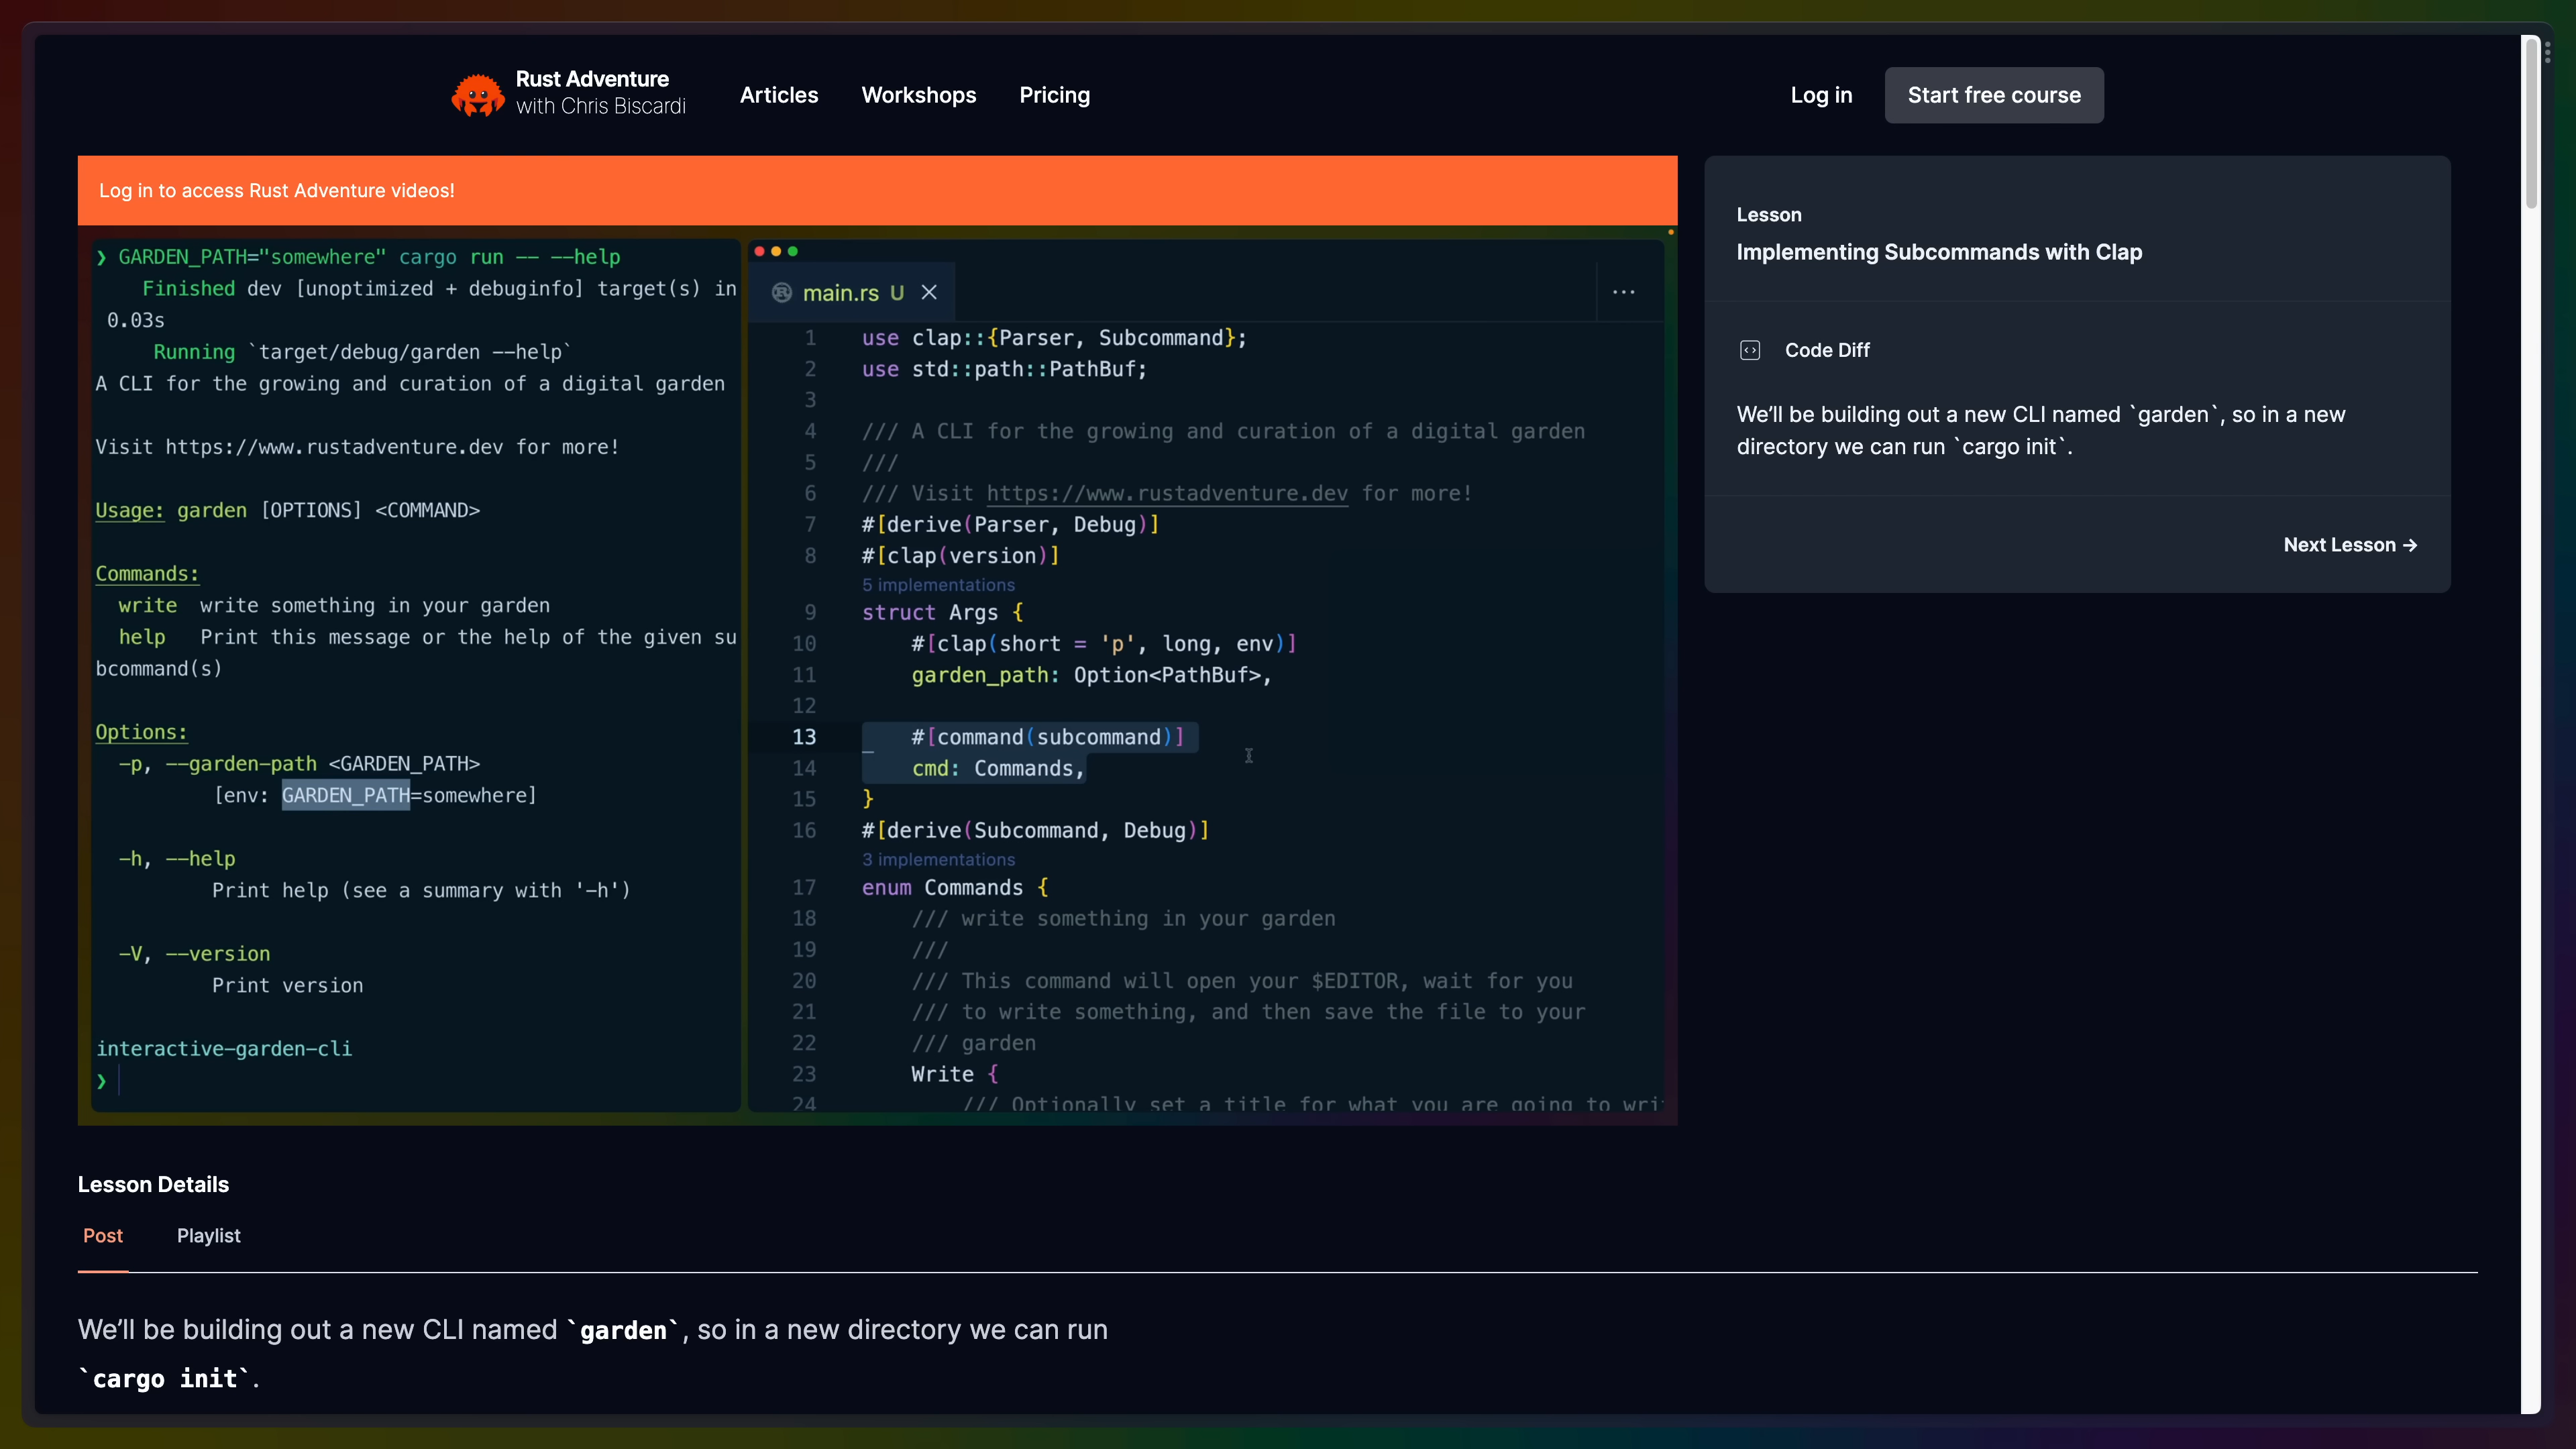 Rust Adventure
with Chris Biscardi
Articles
Workshops
Pricing
Log in
Start free course
Log in to access Rust Adventure videos!
❯ GARDEN_PATH="somewhere" cargo run -- --help
Finished dev [unoptimized + debuginfo] target(s) in
0.03s
Running `target/debug/garden --help`
A CLI for the growing and curation of a digital garden
Visit https://www.rustadventure.dev for more!
Usage: garden [OPTIONS] <COMMAND>
Commands:
write write something in your garden
help Print this message or the help of the given su
bcommand(s)
Options:
-p, --garden-path <GARDEN_PATH>
[env: GARDEN_PATH=somewhere]
-h, --help
Print help (see a summary with '-h')
-V, --version
Print version
interactive-garden-cli
❯
main.rs U
1 use clap::{Parser, Subcommand};
2 use std::path::PathBuf;
3
4 /// A CLI for the growing and curation of a digital garden
5 ///
6 /// Visit https://www.rustadventure.dev for more!
7 #[derive(Parser, Debug)]
8 #[clap(version)]
5 implementations
9 struct Args {
10 #[clap(short = 'p', long, env)]
11 garden_path: Option<PathBuf>,
12
13 #[command(subcommand)]
14 cmd: Commands,
15 }
16 #[derive(Subcommand, Debug)]
3 implementations
17 enum Commands {
18 /// write something in your garden
19 ///
20 /// This command will open your $EDITOR, wait for you
21 /// to write something, and then save the file to your
22 /// garden
23 Write {
24 /// Optionally set a title for what you are going to wri
Lesson
Implementing Subcommands with Clap
Code Diff
We'll be building out a new CLI named `garden`, so in a new
directory we can run `cargo init`.
Next Lesson →
Lesson Details
Post
Playlist
We'll be building out a new CLI named `garden`, so in a new directory we can run
`cargo init`.